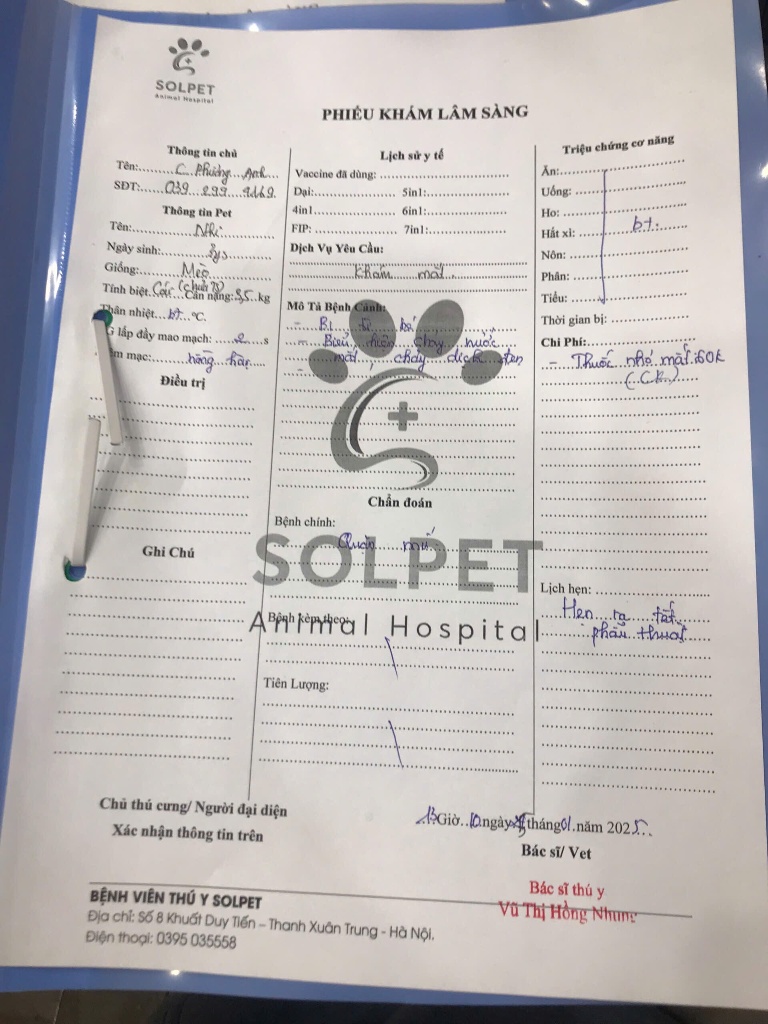 SOLPET
Animal Hospital
PHIẾU KHÁM LÂM SÀNG
Thông tin chủ
Tên: C Phương Anh
SĐT: 039 299 9469
Thông tin Pet
Tên: Nhi
Ngày sinh: 8ys
Giống: Mèo
Tính biệt Cái Cân nặng: 3,5 kg
Thân nhiệt bt °C
lắp đầy mao mạch: 2 s
mạc: hồng hào
Điều trị
Ghi Chú
Lịch sử y tế
Vaccine đã dùng:
Dại: 5in1:
4in1 6in1:
FIP: 7in1:
Dịch Vụ Yêu Cầu:
Khám mắt
Mô Tả Bệnh Cảnh:
- Bị từ bé
- Biểu hiện chảy nước
mắt, chảy dịch đen
-
Chẩn đoán
Bệnh chính:
Quặm mi
SOLPET
Animal Hospital
Bệnh kèm theo:
Tiên Lượng:
Triệu chứng cơ năng
Ăn:
Uống:
Ho:
Hắt xì: bt
Nôn:
Phân:
Tiểu:
Thời gian bị:
Chi Phí:
- Thuốc nhỏ mắt: 60k
(CK)
Lịch hẹn:
Hẹn ra tết
phẫu thuật
Chủ thú cưng/ Người đại diện
Xác nhận thông tin trên
13 Giờ 10 ngày tháng 01 năm 2025
Bác sĩ/ Vet
Bác sĩ thú y
Vũ Thị Hồng Nhung
BỆNH VIỆN THÚ Y SOLPET
Địa chỉ: Số 8 Khuất Duy Tiến – Thanh Xuân Trung - Hà Nội.
Điện thoại: 0395 035558